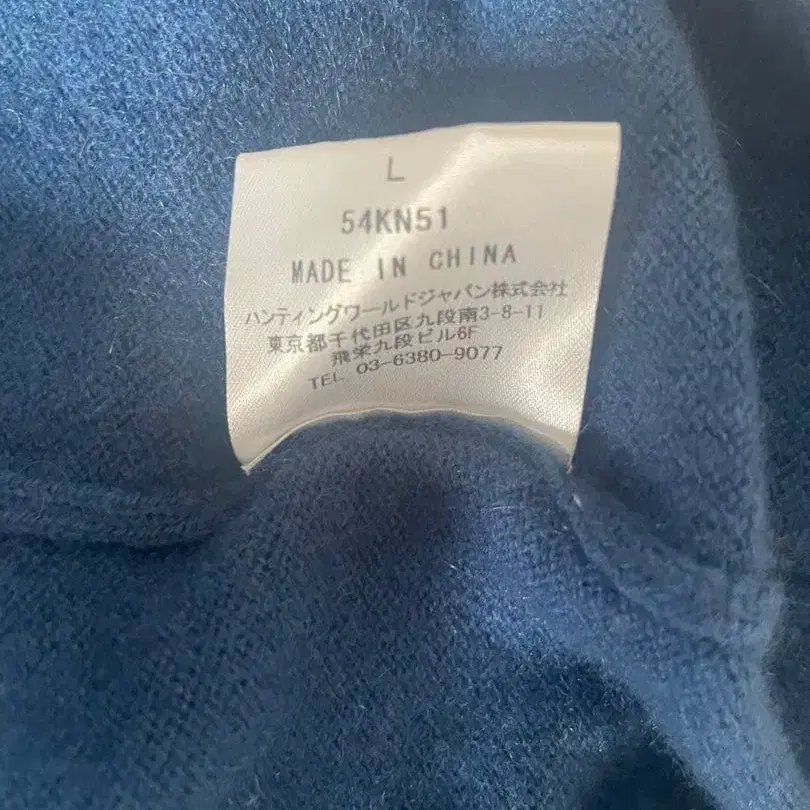 L
54KN51
MADE IN CHINA
ハンティングワールドジャパン株式会社
東京都千代田区九段南3-8-11
飛栄九段ビル6F
TEL 03-6380-9077